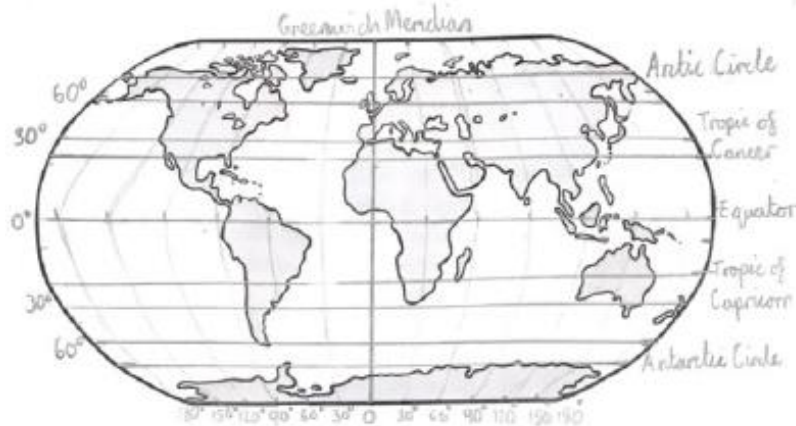 Greenwich Meridian
Antic Circle
60°
Tropic of
Cancer
30°
Equator
0°
Tropic of
Capricorn
30°
60°
Antarctic Circle
180° 150° 120° 90° 60° 30° 0 30° 60° 90° 120 150 180°